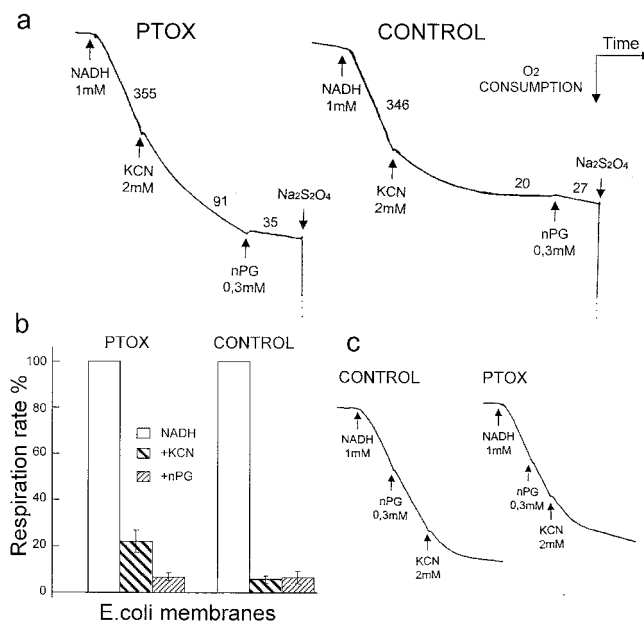 a
PTOX
CONTROL
Time
O2
CONSUMPTION
NADH
1mM
355
KCN
2mM
91
35
Na2S2O4
nPG
0,3mM
NADH
1mM
346
KCN
2mM
20
27
Na2S2O4
nPG
0,3mM
b
PTOX
CONTROL
Respiration rate %
100
80
60
40
20
0
NADH
+KCN
+nPG
E.coli membranes
c
CONTROL
PTOX
NADH
1mM
nPG
0,3mM
KCN
2mM
NADH
1mM
nPG
0,3mM
KCN
2mM